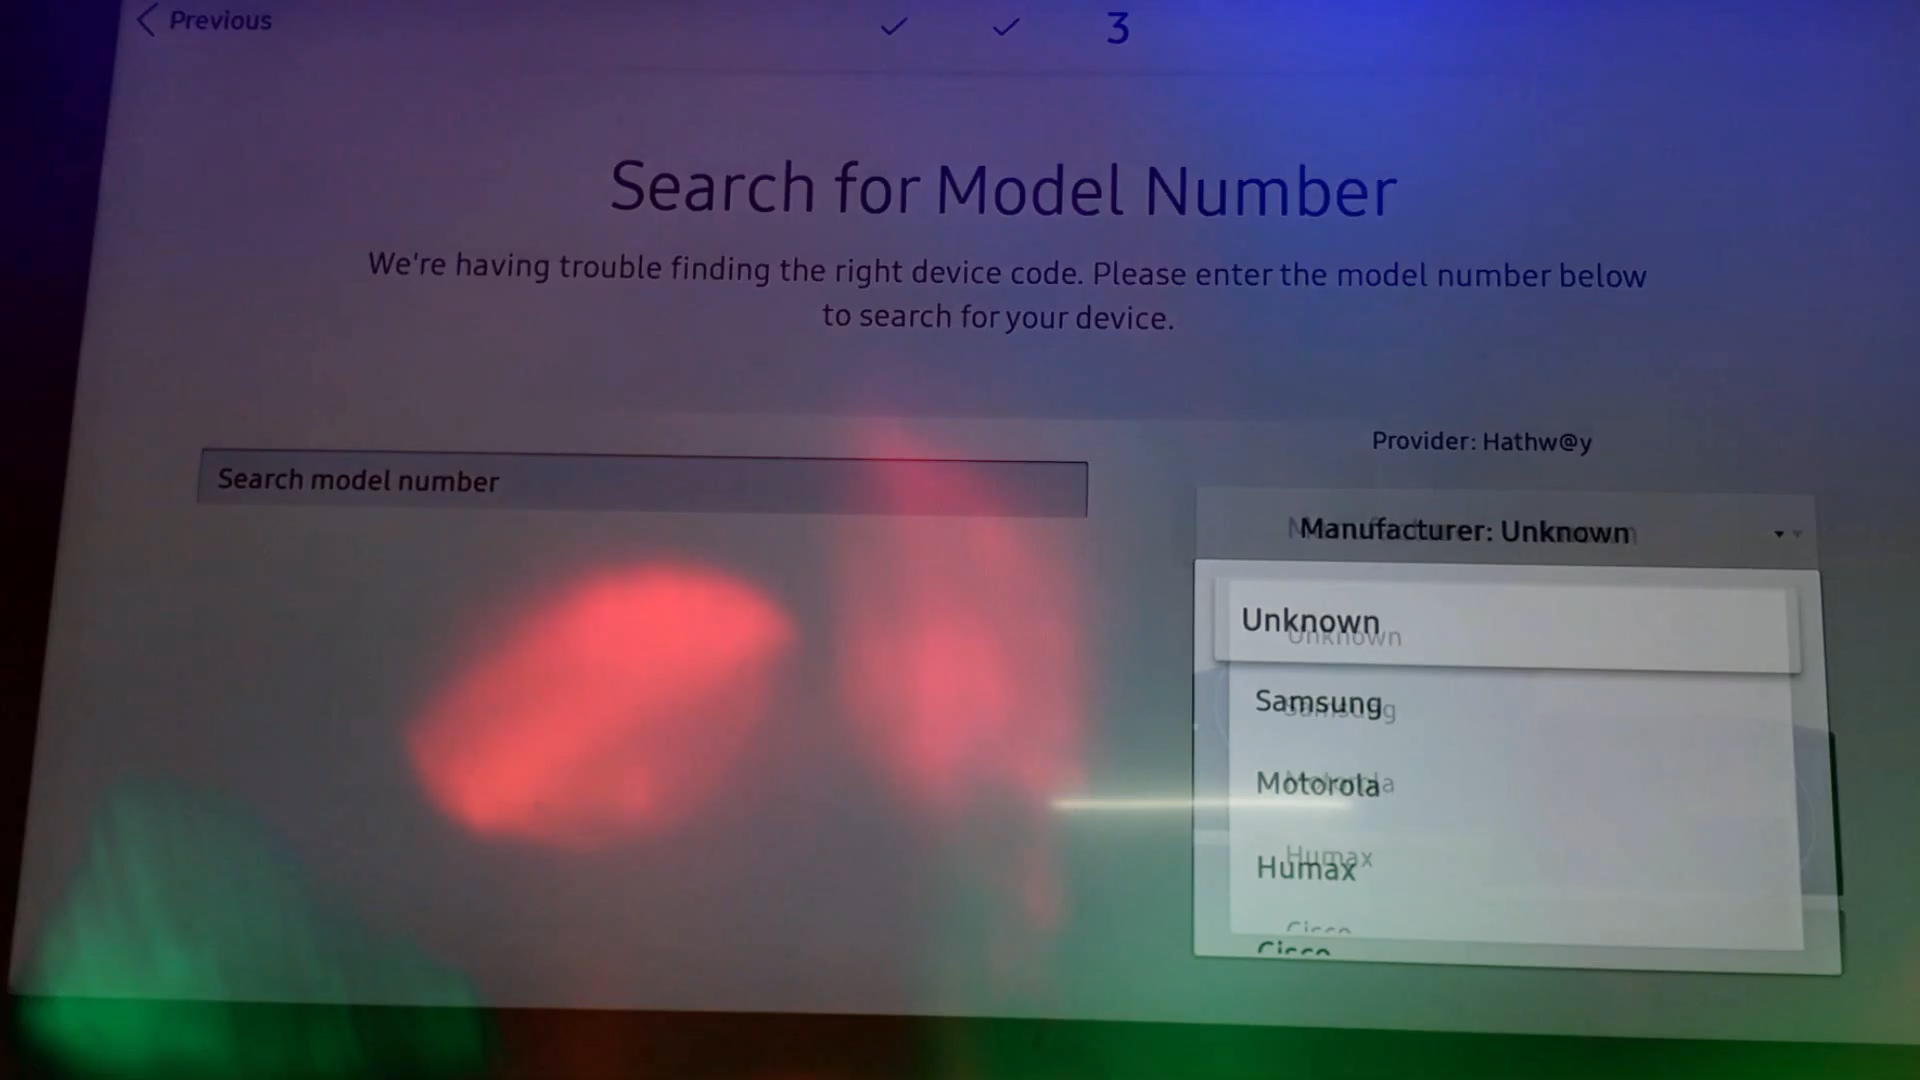 Previous
3
Search for Model Number
We're having trouble finding the right device code. Please enter the model number below
to search for your device.
Search model number
Provider: Hathw@y
Manufacturer: Unknown
Unknown
Samsung
Motorola
Humax
Cisco